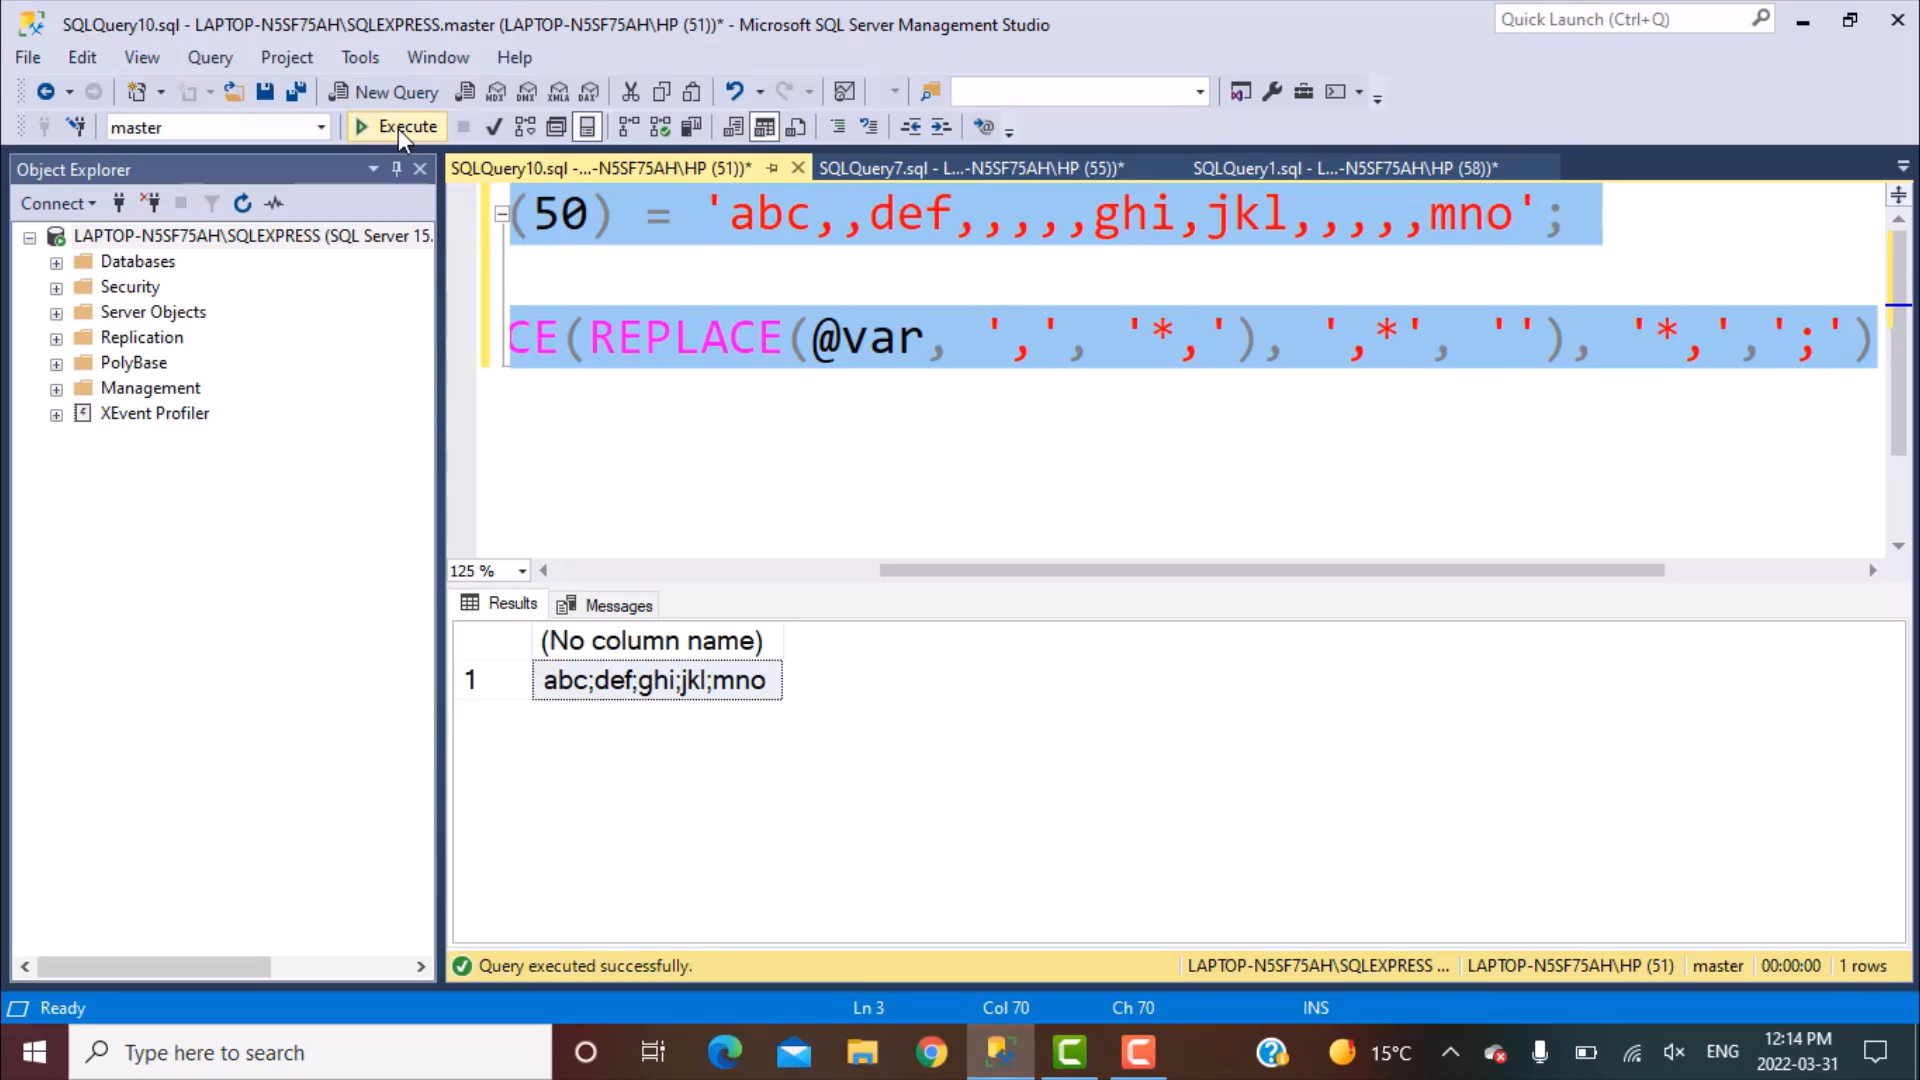 SQLQuery10.sql - LAPTOP-N5SF75AH\SQLEXPRESS.master (LAPTOP-N5SF75AH\HP (51))* - Microsoft SQL Server Management Studio
Quick Launch (Ctrl+Q)
File Edit View Query Project Tools Window Help
New Query MDX DMX XMLA DAX
master Execute
Object Explorer
SQLQuery10.sql -...-N5SF75AH\HP (51))* SQLQuery7.sql - L...-N5SF75AH\HP (55))* SQLQuery1.sql - L...-N5SF75AH\HP (58))*
Connect
LAPTOP-N5SF75AH\SQLEXPRESS (SQL Server 15.
Databases
Security
Server Objects
Replication
PolyBase
Management
XEvent Profiler
(50) = 'abc,,def,,,,,ghi,jkl,,,,,mno';
CE(REPLACE(@var, ',', '*,'), ',*', ''), '*,',';')
125 %
Results Messages
(No column name)
1 abc;def;ghi;jkl;mno
Query executed successfully. LAPTOP-N5SF75AH\SQLEXPRESS ... LAPTOP-N5SF75AH\HP (51) master 00:00:00 1 rows
Ready Ln 3 Col 70 Ch 70 INS
Type here to search
15°C ENG 12:14 PM
2022-03-31